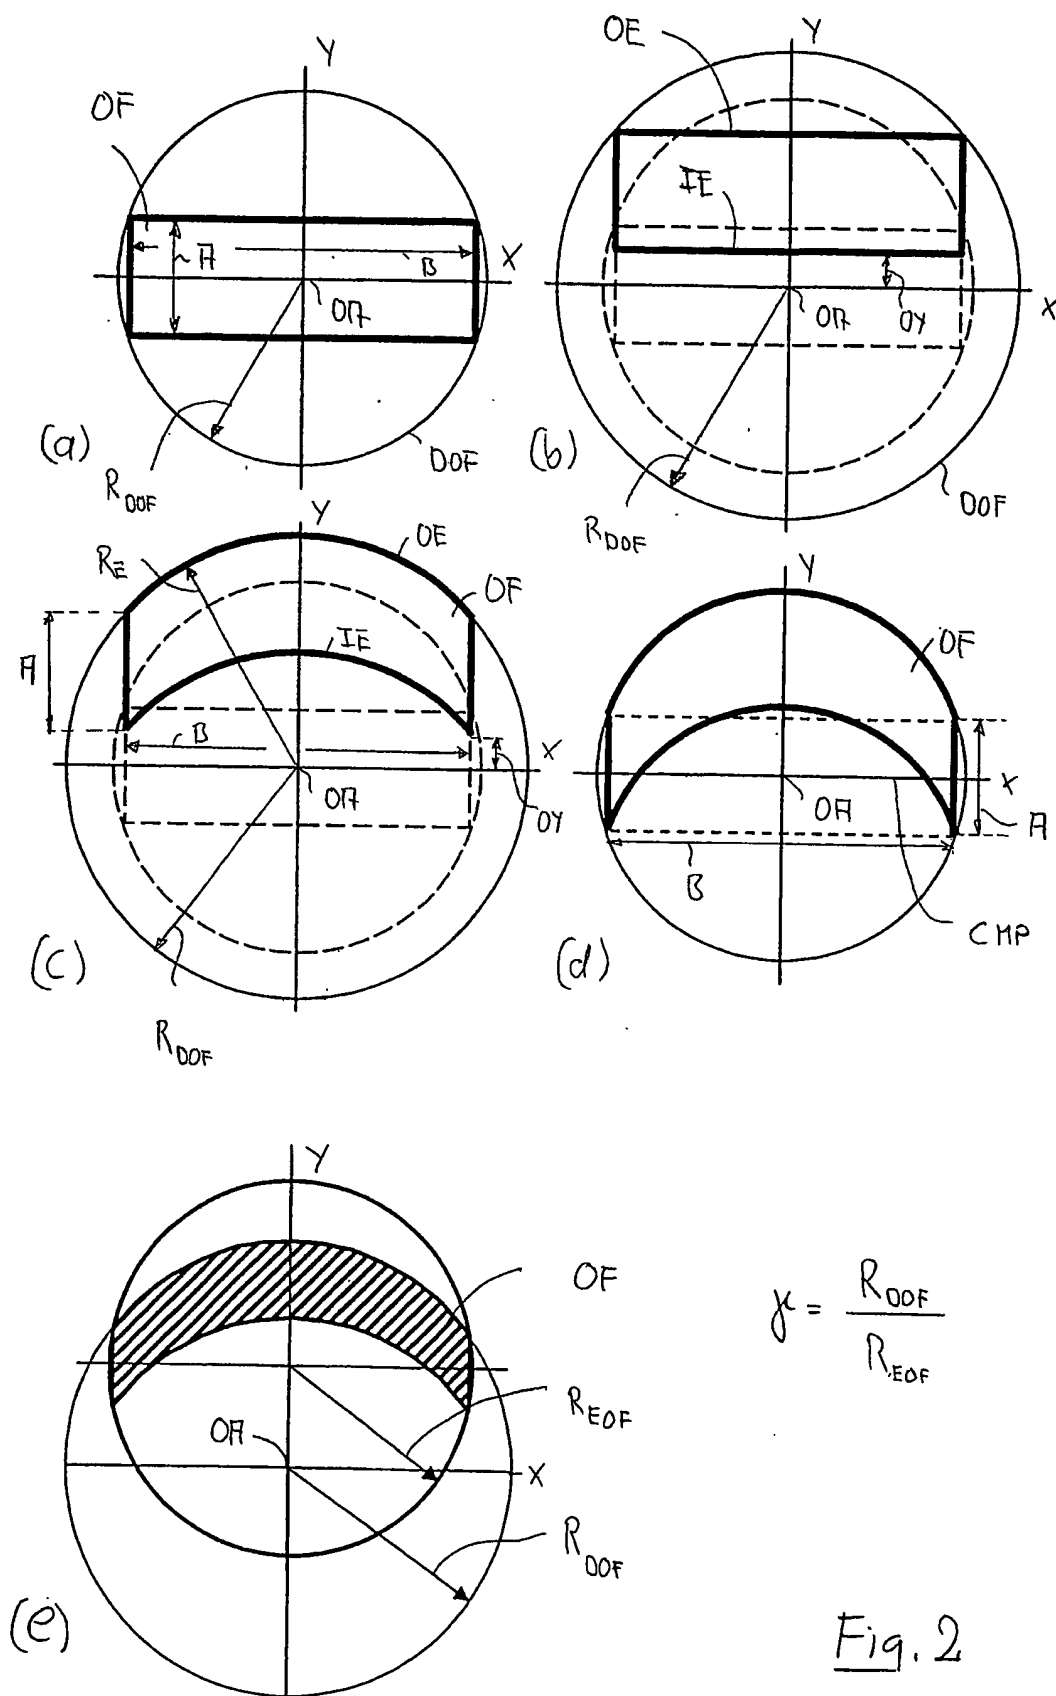 Y
OF
A
B
X
OA
(a)
R_DOF
DOF
OE
Y
IE
OA
OY
X
(b)
R_DOF
DOF
Y
R_E
OE
OF
IE
A
B
X
OA
OY
(c)
R_DOF
Y
OF
X
OA
A
B
CMP
(d)
Y
OF
R_EOF
OA
X
R_DOF
(e)
γ = R_DOF / R_EOF
Fig. 2